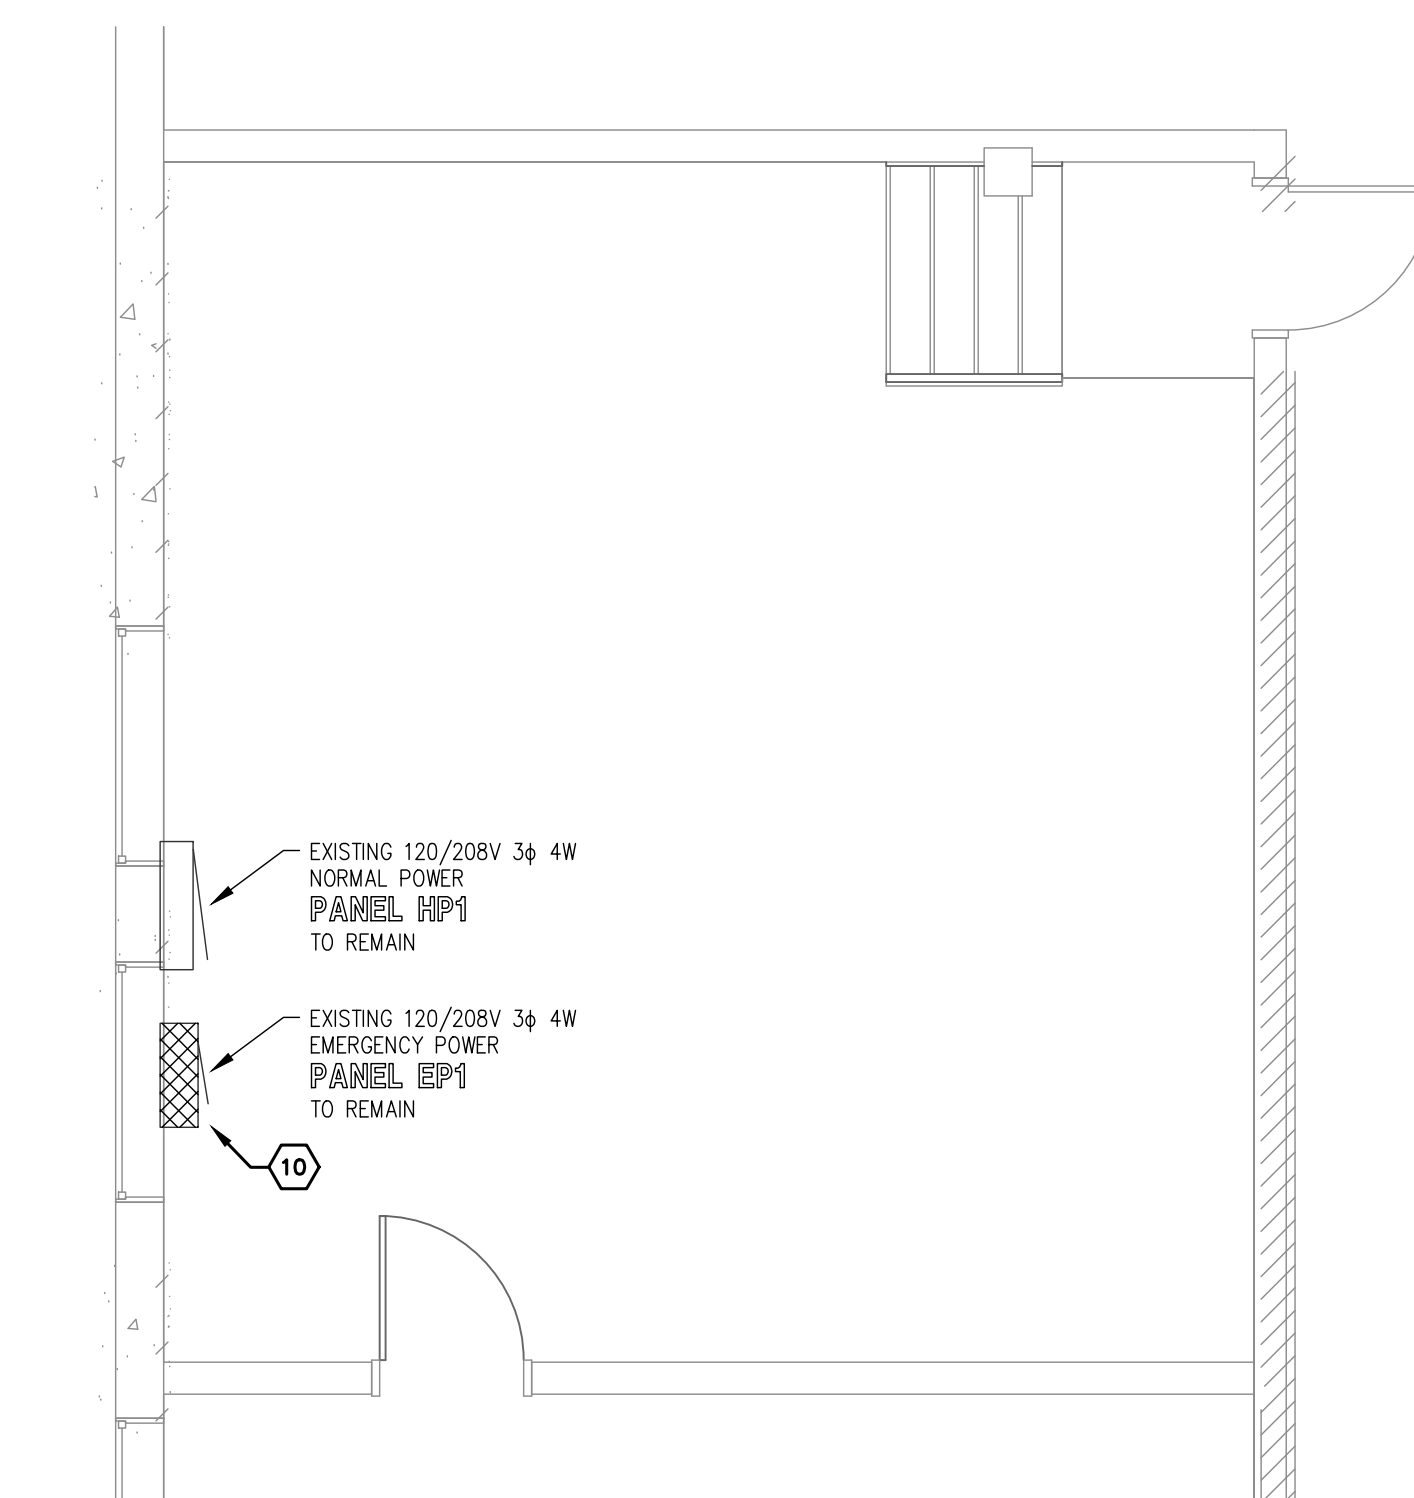 EXISTING 120/208V 3ϕ 4W
NORMAL POWER
PANEL HP1
TO REMAIN
EXISTING 120/208V 3ϕ 4W
EMERGENCY POWER
PANEL EP1
TO REMAIN
10